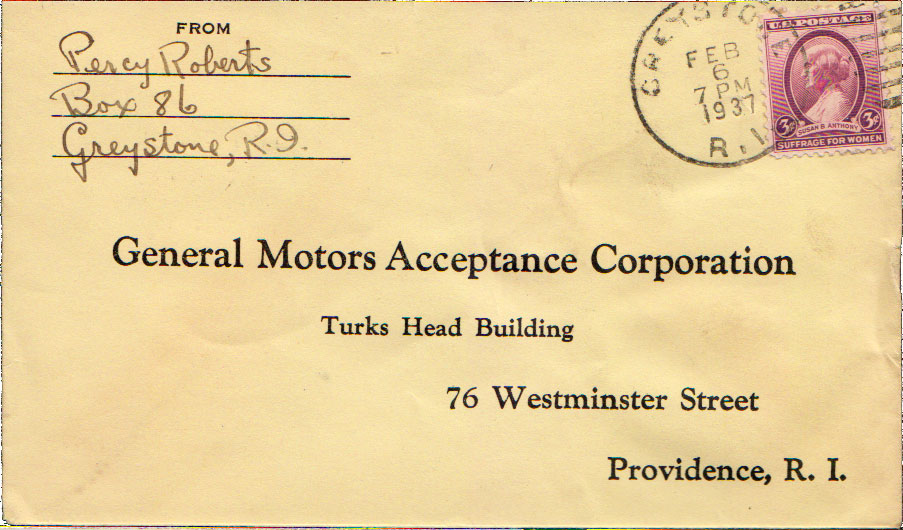 FROM
Percy Roberts
Box 86
Greystone, R.I.
GREYSTO
FEB
6
7 PM
1937
R.I.
U.S. POSTAGE
3¢ SUSAN B. ANTHONY 3¢
SUFFRAGE FOR WOMEN
General Motors Acceptance Corporation
Turks Head Building
76 Westminster Street
Providence, R. I.